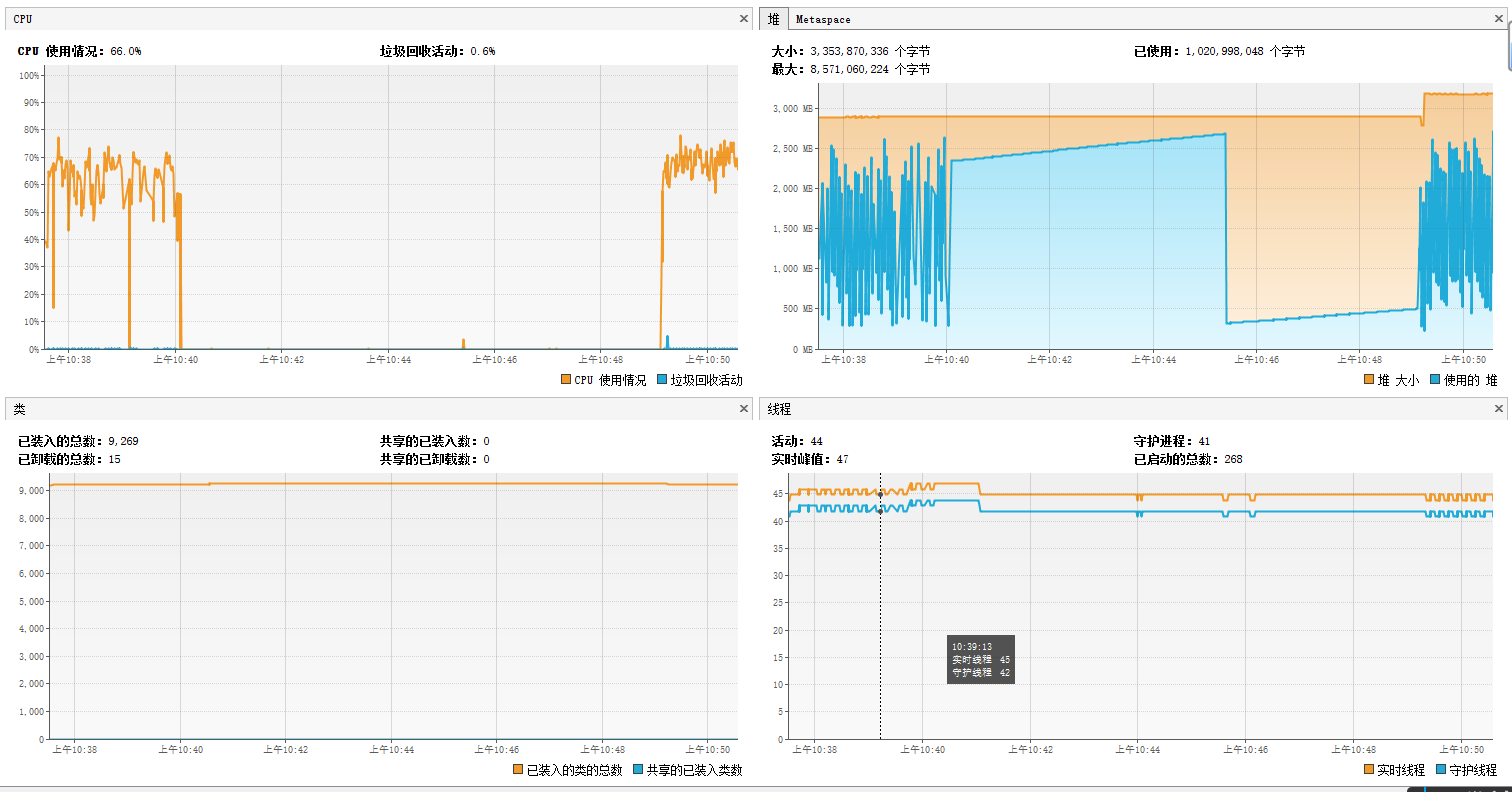 CPU
CPU 使用情况: 66.0%
垃圾回收活动: 0.6%
100%
90%
80%
70%
60%
50%
40%
30%
20%
10%
0%
上午10:38
上午10:40
上午10:42
上午10:44
上午10:46
上午10:48
上午10:50
CPU 使用情况
垃圾回收活动
堆
Metaspace
大小: 3,353,870,336 个字节
已使用: 1,020,998,048 个字节
最大: 8,571,060,224 个字节
3,000 MB
2,500 MB
2,000 MB
1,500 MB
1,000 MB
500 MB
0 MB
上午10:38
上午10:40
上午10:42
上午10:44
上午10:46
上午10:48
上午10:50
堆 大小
使用的 堆
类
已装入的总数: 9,269
共享的已装入数: 0
已卸载的总数: 15
共享的已卸载数: 0
9,000
8,000
7,000
6,000
5,000
4,000
3,000
2,000
1,000
0
上午10:38
上午10:40
上午10:42
上午10:44
上午10:46
上午10:48
上午10:50
已装入的类的总数
共享的已装入类数
线程
活动: 44
守护进程: 41
实时峰值: 47
已启动的总数: 268
45
40
35
30
25
20
15
10
5
0
10:39:13
实时线程 45
守护线程 42
上午10:38
上午10:40
上午10:42
上午10:44
上午10:46
上午10:48
上午10:50
实时线程
守护线程